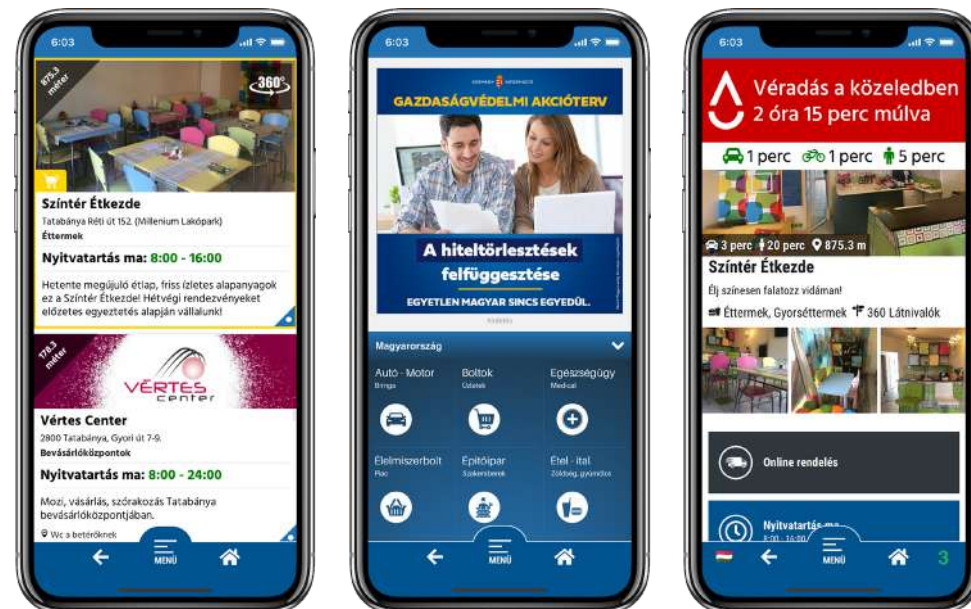 6:03
875.3
méter
360°
Színtér Étkezde
Tatabánya Réti út 152. (Millenium Lakópark)
Éttermek
Nyitvatartás ma: 8:00 - 16:00
Hetente megújuló étlap, friss ízletes alapanyagok
ez a Színtér Étkezde! Hétvégi rendezvényeket
előzetes egyeztetés alapján vállalunk!
178.3
méter
VÉRTES
center
Vértes Center
2800 Tatabánya, Gyori út 7-9.
Bevásárlóközpontok
Nyitvatartás ma: 8:00 - 24:00
Mozi, vásárlás, szórakozás Tatabánya
bevásárlóközpontjában.
Wc a betérőknek
MENÜ
6:03
GAZDASÁGVÉDELMI AKCIÓTERV
A hiteltörlesztések
felfüggesztése
EGYETLEN MAGYAR SINCS EGYEDÜL.
Magyarország
Autó - Motor
Bringa
Boltok
Üzletek
Egészségügy
Medical
Élelmiszerbolt
Piac
Építőipar
Szakemberek
Étel - ital
Zöldség, gyümölcs
MENÜ
6:03
Véradás a közeledben
2 óra 15 perc múlva
1 perc 1 perc 5 perc
3 perc 20 perc 875.3 m
Színtér Étkezde
Élj színesen falatozz vidáman!
Éttermek, Gyorséttermek 360 Látnivalók
Online rendelés
Nyitvatartás ma
8:00 - 16:00
MENÜ
3